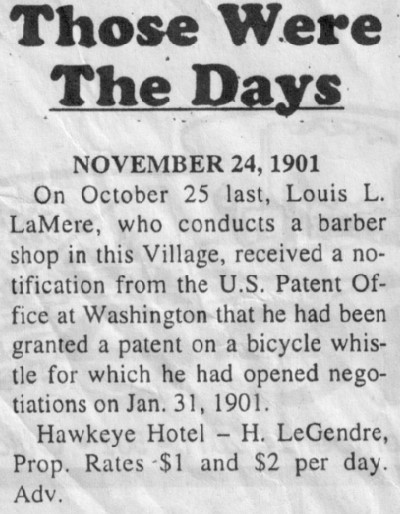 Those Were
The Days
NOVEMBER 24, 1901
On October 25 last, Louis L.
LaMere, who conducts a barber
shop in this Village, received a no-
tification from the U.S. Patent Of-
fice at Washington that he had been
granted a patent on a bicycle whis-
tle for which he had opened nego-
tiations on Jan. 31, 1901.
Hawkeye Hotel – H. LeGendre,
Prop. Rates -$1 and $2 per day.
Adv.